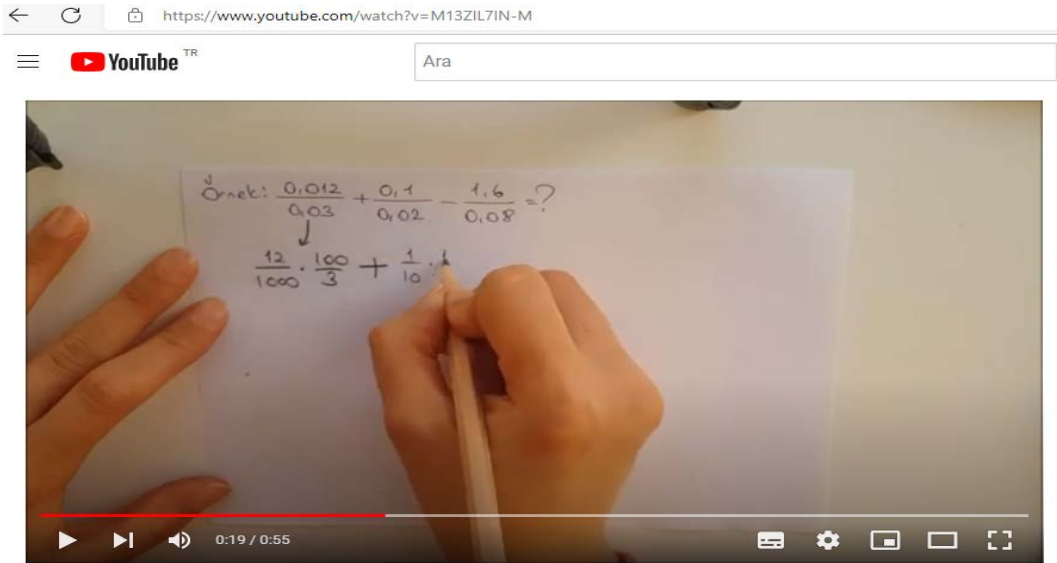 https://www.youtube.com/watch?v=M13ZIL7IN-M
YouTube TR
Ara
Örnek: 0,012/0,03 + 0,1/0,02 - 1,6/0,08 = ?
12/1000 · 100/3 + 1/10 · 1
0:19 / 0:55